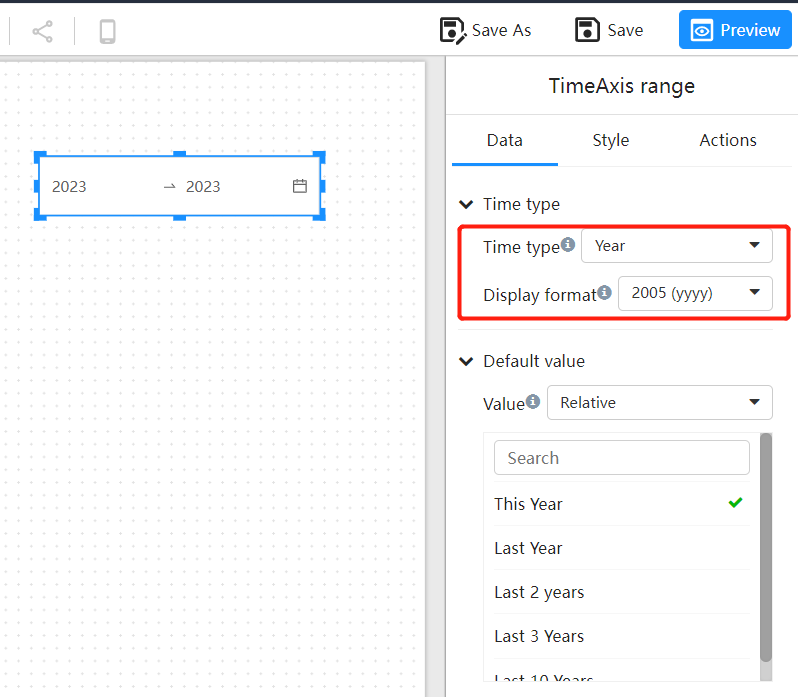 Save As Save Preview
TimeAxis range
Data Style Actions
2023 → 2023
Time type
Time type Year
Display format 2005 (yyyy)
Default value
Value Relative
Search
This Year
Last Year
Last 2 years
Last 3 Years
Last 10 Years